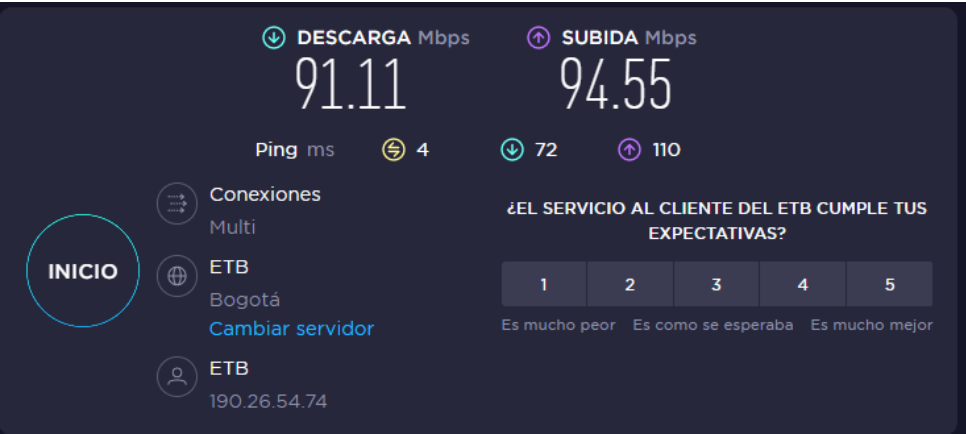 DESCARGA Mbps
91.11
SUBIDA Mbps
94.55
Ping ms 4 72 110
INICIO
Conexiones
Multi
ETB
Bogotá
Cambiar servidor
ETB
190.26.54.74
¿EL SERVICIO AL CLIENTE DEL ETB CUMPLE TUS
EXPECTATIVAS?
1 2 3 4 5
Es mucho peor Es como se esperaba Es mucho mejor